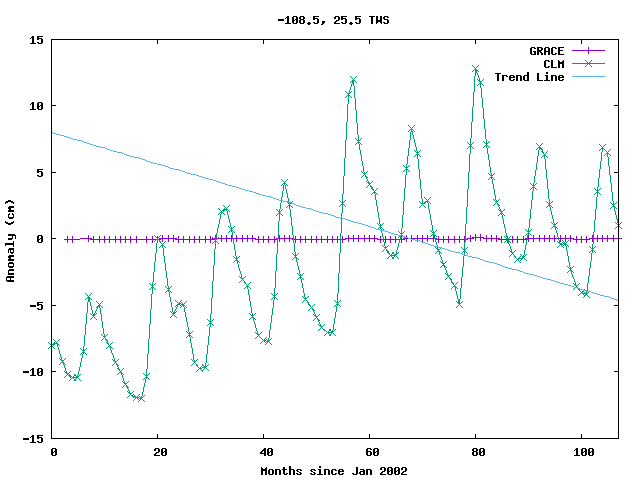 -108.5, 25.5 TWS
GRACE
CLM
Trend Line
15
10
5
0
-5
-10
-15
Anomaly (cm)
0 20 40 60 80 100
Months since Jan 2002